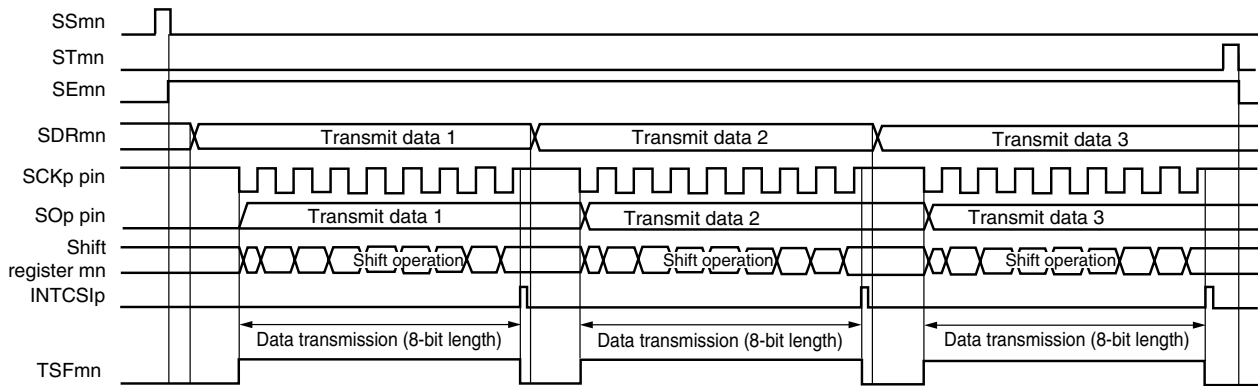 SSmn
STmn
SEmn
SDRmn Transmit data 1 Transmit data 2 Transmit data 3
SCKp pin
SOp pin Transmit data 1 Transmit data 2 Transmit data 3
Shift
register mn Shift operation Shift operation Shift operation
INTCSIp
Data transmission (8-bit length) Data transmission (8-bit length) Data transmission (8-bit length)
TSFmn